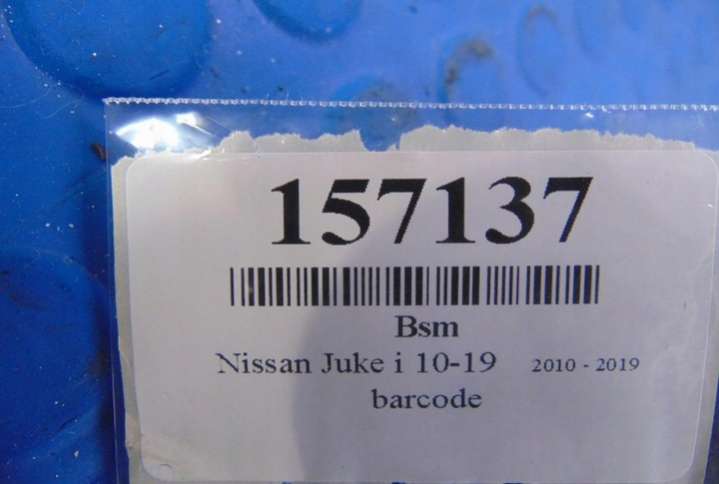 157137
Bsm
Nissan Juke i 10-19 2010 - 2019
barcode